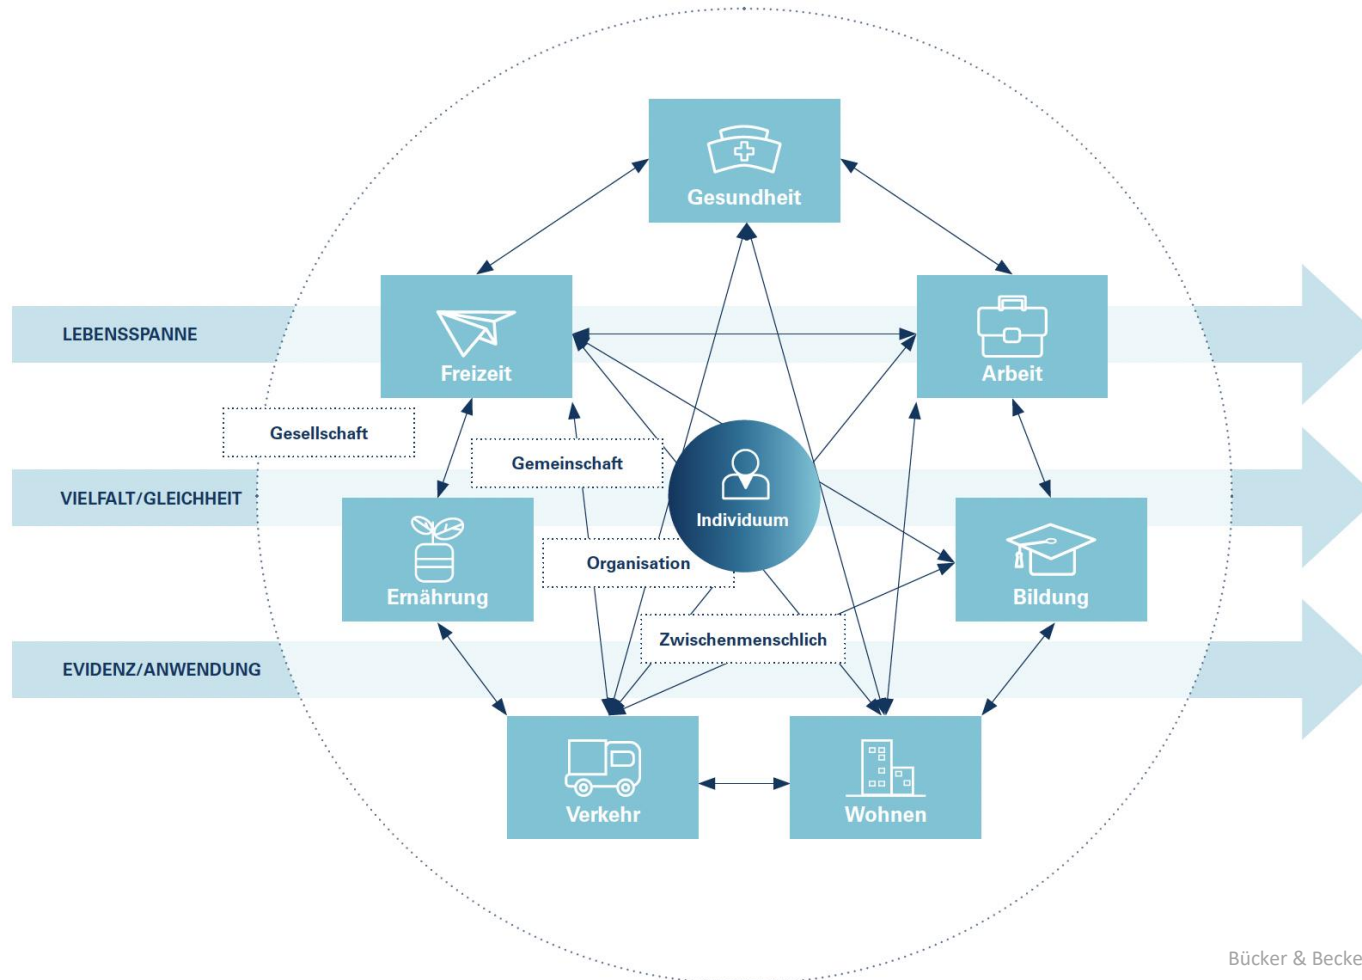 Gesundheit
LEBENSSPANNE
Freizeit
Arbeit
Gesellschaft
Gemeinschaft
VIELFALT/GLEICHHEIT
Individuum
Organisation
Ernährung
Bildung
Zwischenmenschlich
EVIDENZ/ANWENDUNG
Verkehr
Wohnen
Bücker & Becke